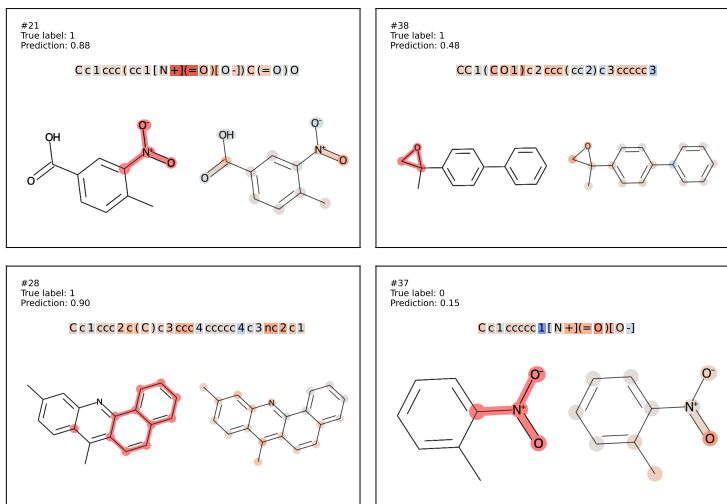 #21
True label: 1
Prediction: 0.88
Cc1ccc(cc1[N+](=O)[O-])C(=O)O
OH
O
N⁺
O⁻
O
OH
O
N⁺
O⁻
O
#38
True label: 1
Prediction: 0.48
CC1(CO1)c2ccc(cc2)c3ccccc3
O
O
#28
True label: 1
Prediction: 0.90
Cc1ccc2c(C)c3ccc4ccccc4c3nc2c1
N
N
#37
True label: 0
Prediction: 0.15
Cc1ccccc1[N+](=O)[O-]
O⁻
N⁺
O
O⁻
N⁺
O